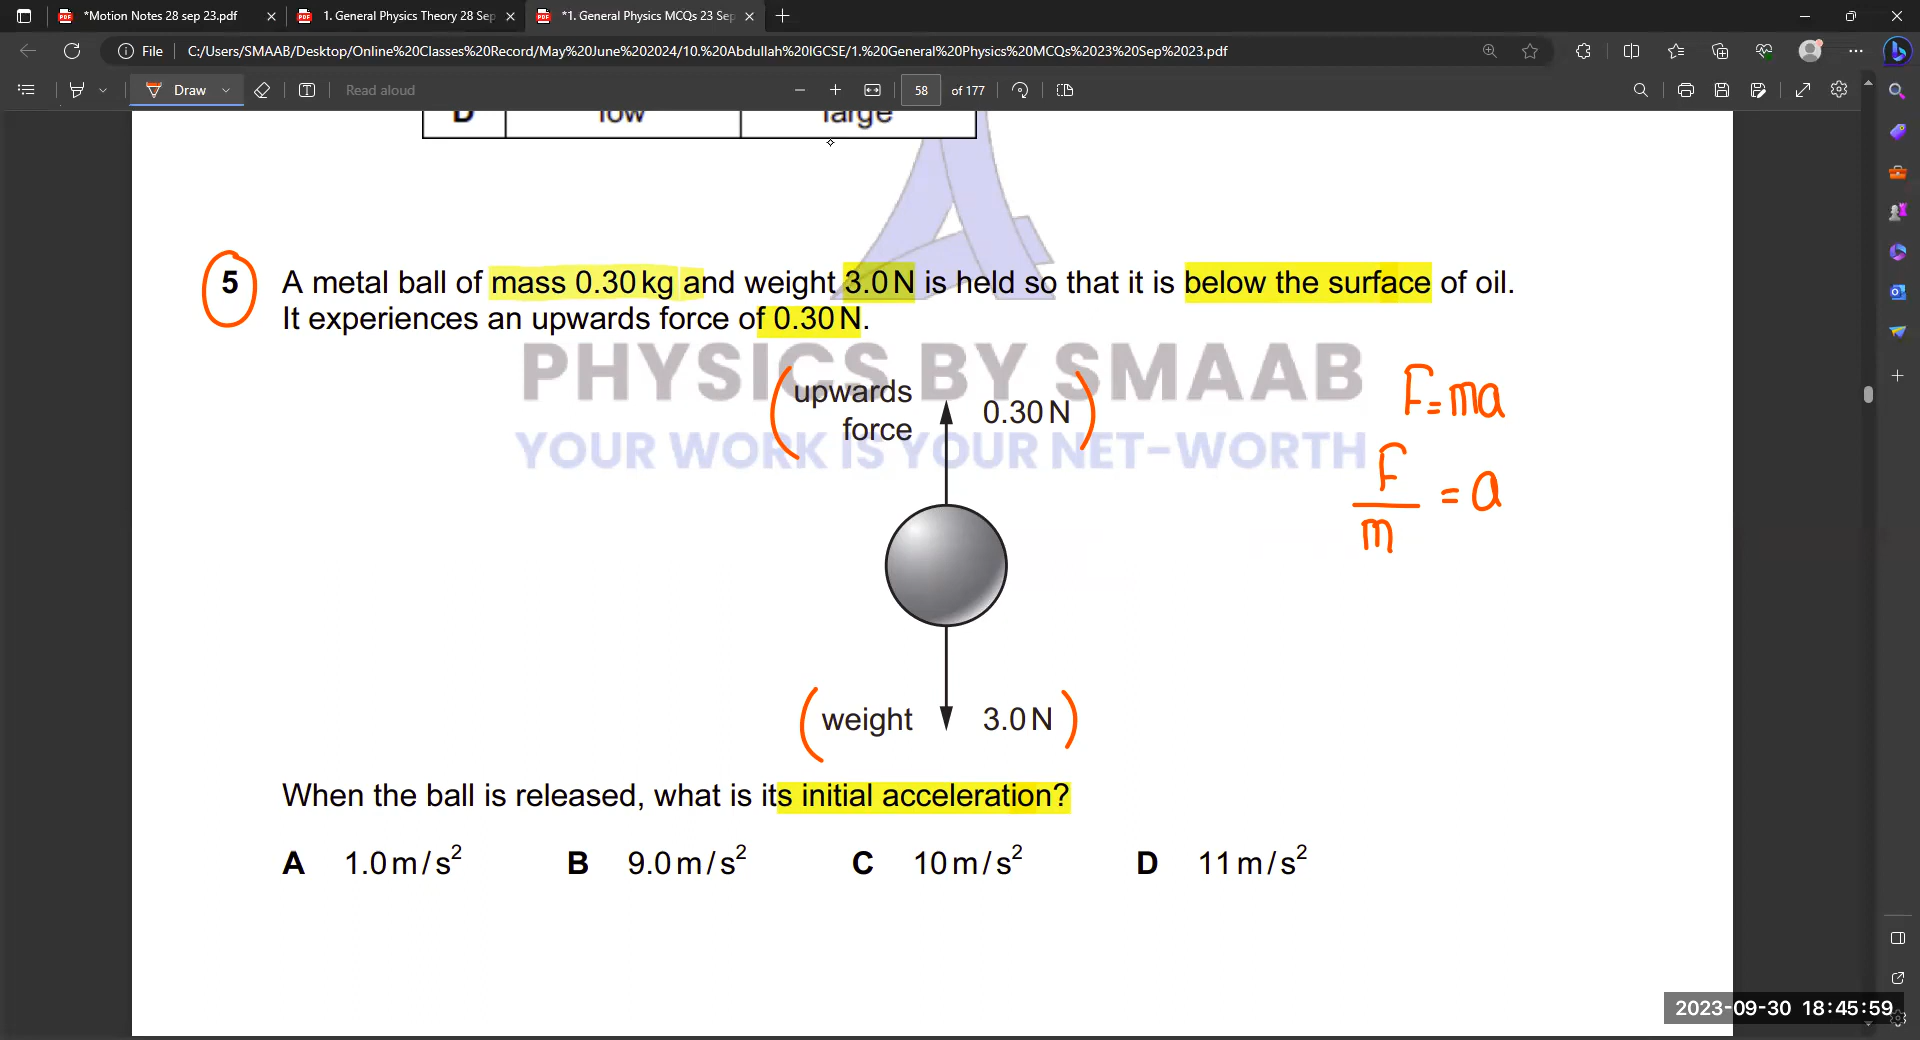 *Motion Notes 28 sep 23.pdf
1. General Physics Theory 28 Sep
*1. General Physics MCQs 23 Sep
File
C:/Users/SMAAB/Desktop/Online%20Classes%20Record/May%20June%202024/10.%20Abdullah%20IGCSE/1.%20General%20Physics%20MCQs%2023%20Sep%2023.pdf
Draw
Read aloud
58 of 177
D low large
5 A metal ball of mass 0.30 kg and weight 3.0 N is held so that it is below the surface of oil.
It experiences an upwards force of 0.30 N.
PHYSICS BY SMAAB
YOUR WORK IS YOUR NET-WORTH
upwards
force
0.30 N
F=ma
F/m = a
weight 3.0 N
When the ball is released, what is its initial acceleration?
A 1.0 m/s² B 9.0 m/s² C 10 m/s² D 11 m/s²
2023-09-30 18:45:59